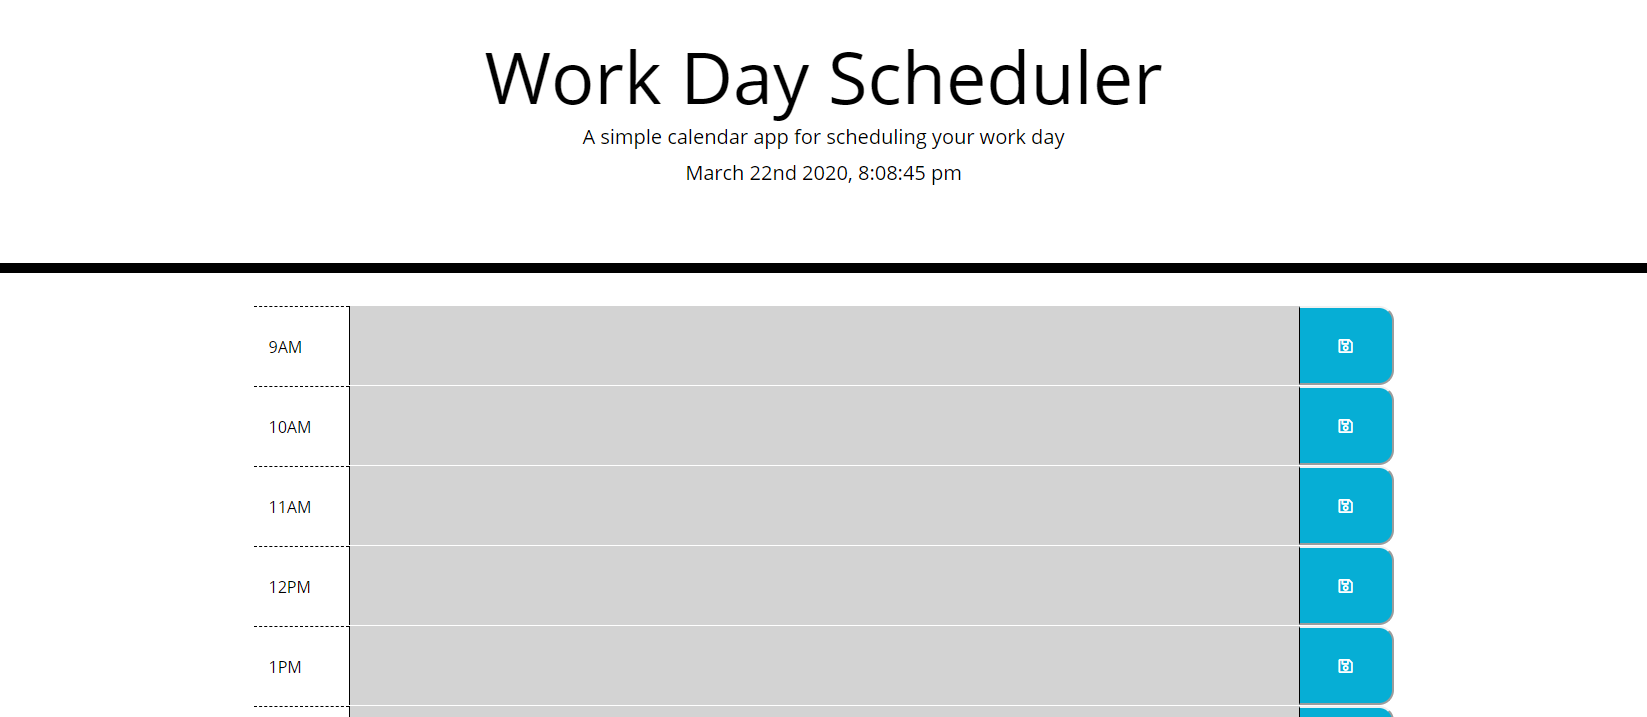 Work Day Scheduler
A simple calendar app for scheduling your work day
March 22nd 2020, 8:08:45 pm
9AM
10AM
11AM
12PM
1PM